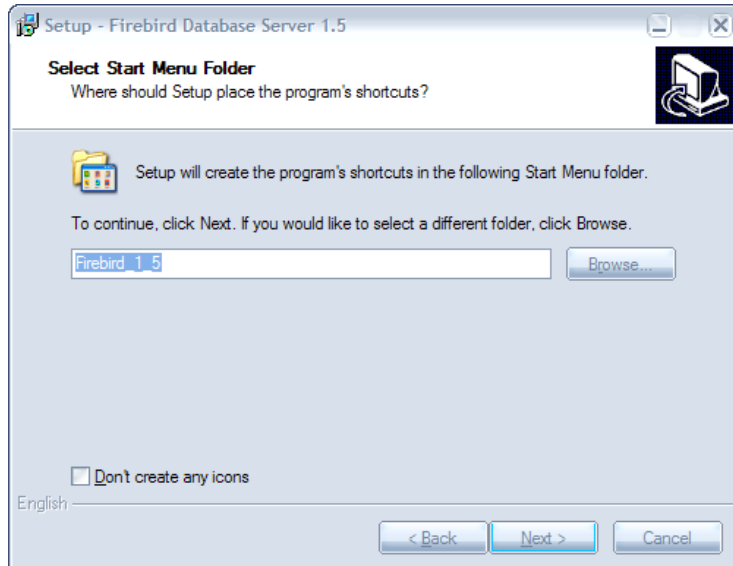 Setup - Firebird Database Server 1.5
Select Start Menu Folder
Where should Setup place the program's shortcuts?
Setup will create the program's shortcuts in the following Start Menu folder.
To continue, click Next. If you would like to select a different folder, click Browse.
Firebird_1_5
Browse...
Don't create any icons
English
< Back
Next >
Cancel